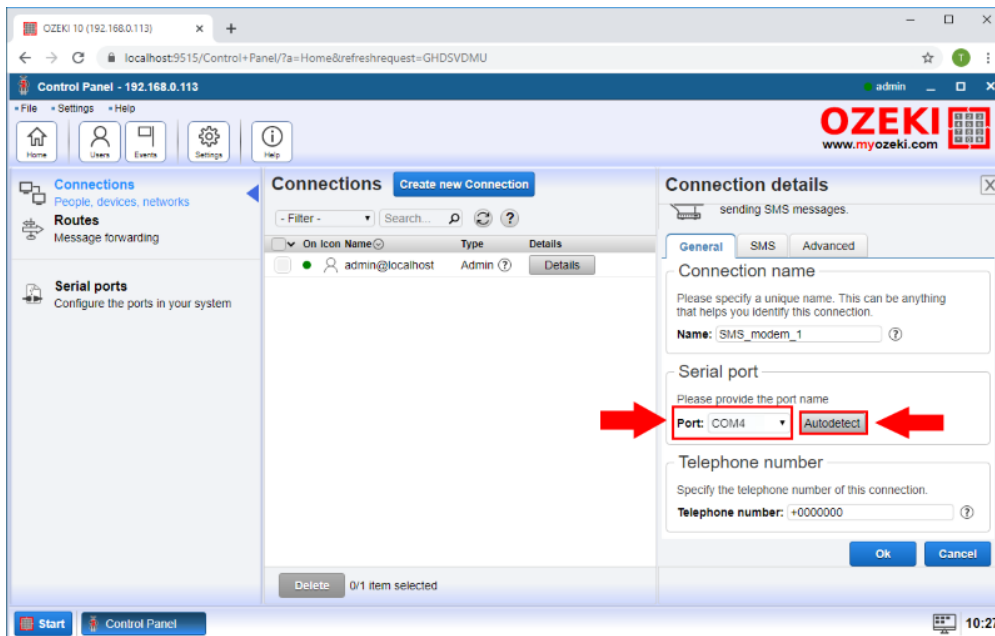 OZEKI 10 (192.168.0.113)
localhost:9515/Control+Panel/?a=Home&refreshrequest=GHDSVDMU
T
Control Panel - 192.168.0.113
admin
File Settings Help
Home
Users
Events
Settings
Help
OZEKI
www.myozeki.com
Connections
People, devices, networks
Routes
Message forwarding
Serial ports
Configure the ports in your system
Connections Create new Connection
- Filter - Search... ?
On Icon Name Type Details
admin@localhost Admin ? Details
Delete 0/1 item selected
Connection details X
sending SMS messages.
General SMS Advanced
Connection name
Please specify a unique name. This can be anything
that helps you identify this connection.
Name: SMS_modem_1 ?
Serial port
Please provide the port name
Port: COM4 Autodetect
Telephone number
Specify the telephone number of this connection.
Telephone number: +0000000 ?
Ok Cancel
Start Control Panel 10:27